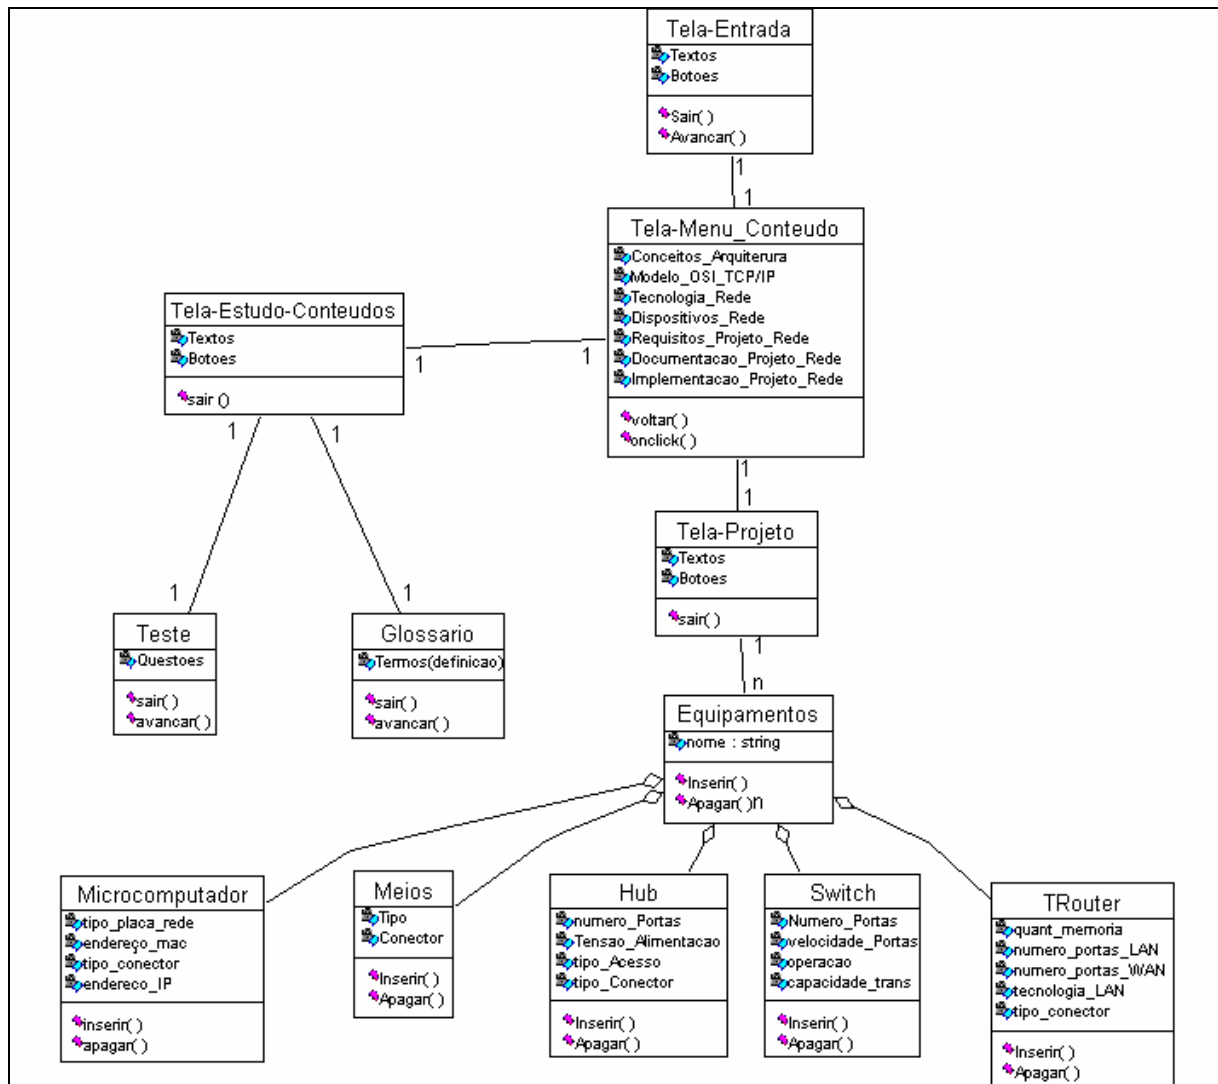 Tela-Entrada
Textos
Botoes
Sair( )
Avancar( )
1
1
Tela-Menu_Conteudo
Conceitos_Arquiterura
Modelo_OSI_TCP/IP
Tecnologia_Rede
Dispositivos_Rede
Requisitos_Projeto_Rede
Documentacao_Projeto_Rede
Implementacao_Projeto_Rede
voltar( )
onclick( )
Tela-Estudo-Conteudos
Textos
Botoes
sair ()
1
1
1
1
1
1
Tela-Projeto
Textos
Botoes
sair( )
1
1
1
n
Teste
Questoes
sair( )
avancar( )
Glossario
Termos(definicao)
sair( )
avancar( )
Equipamentos
nome : string
Inserir( )
Apagar( )n
Microcomputador
tipo_placa_rede
endereço_mac
tipo_conector
endereco_IP
inserir( )
apagar( )
Meios
Tipo
Conector
Inserir( )
Apagar( )
Hub
numero_Portas
Tensao_Alimentacao
tipo_Acesso
tipo_Conector
Inserir( )
Apagar( )
Switch
Numero_Portas
velocidade_Portas
operacao
capacidade_trans
Inserir( )
Apagar( )
TRouter
quant_memoria
numero_portas_LAN
numero_portas_WAN
tecnologia_LAN
tipo_conector
Inserir( )
Apagar( )